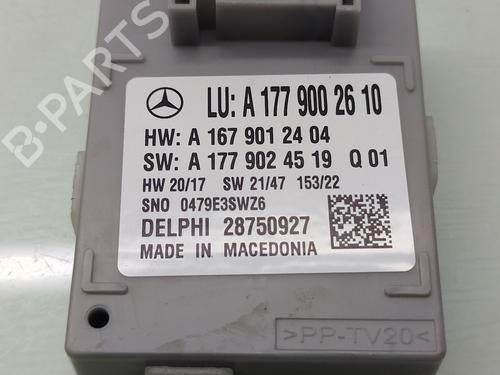 B-PARTS
LU: A 177 900 26 10
HW: A 167 901 24 04
SW: A 177 902 45 19 Q 01
HW 20/17 SW 21/47 153/22
SNO 0479E3SWZ6
DELPHI 28750927
MADE IN MACEDONIA
>PP-TV20<